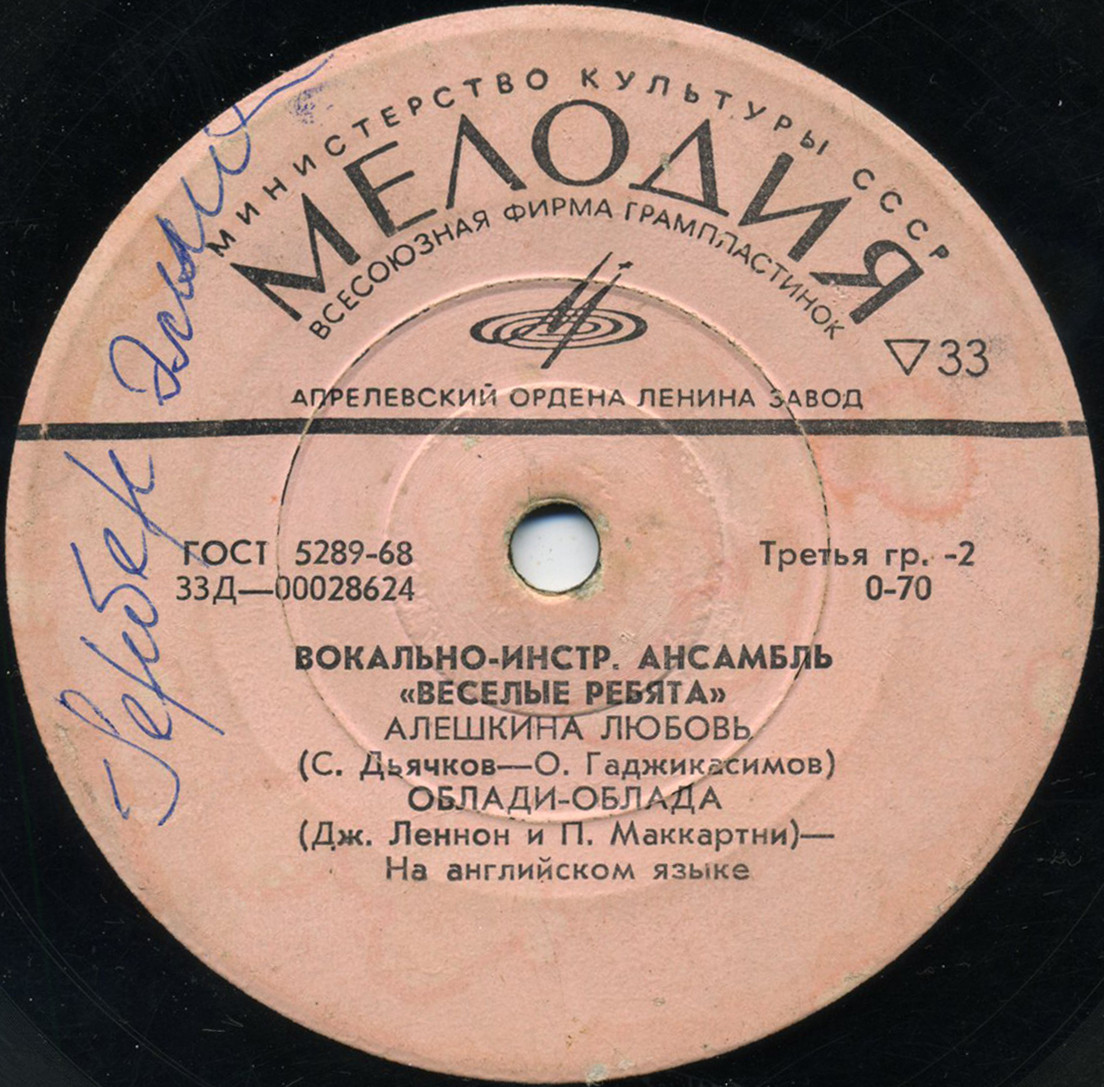 МИНИСТЕРСТВО КУЛЬТУРЫ СССР
МЕЛОДИЯ
ВСЕСОЮЗНАЯ ФИРМА ГРАМПЛАСТИНОК
33
АПРЕЛЕВСКИЙ ОРДЕНА ЛЕНИНА ЗАВОД
ГОСТ 5289-68
33Д—00028624
Третья гр. -2
0-70
ВОКАЛЬНО-ИНСТР. АНСАМБЛЬ
«ВЕСЕЛЫЕ РЕБЯТА»
АЛЕШКИНА ЛЮБОВЬ
(С. Дьячков—О. Гаджикасимов)
ОБЛАДИ-ОБЛАДА
(Дж. Леннон и П. Маккартни)—
На английском языке